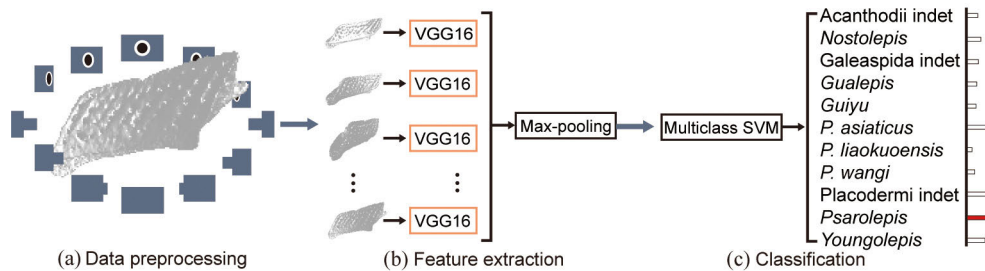 VGG16
VGG16
VGG16
VGG16
Max-pooling
Multiclass SVM
Acanthodii indet
Nostolepis
Galeaspida indet
Gualepis
Guiyu
P. asiaticus
P. liaokuoensis
P. wangi
Placodermi indet
Psarolepis
Youngolepis
(a) Data preprocessing
(b) Feature extraction
(c) Classification